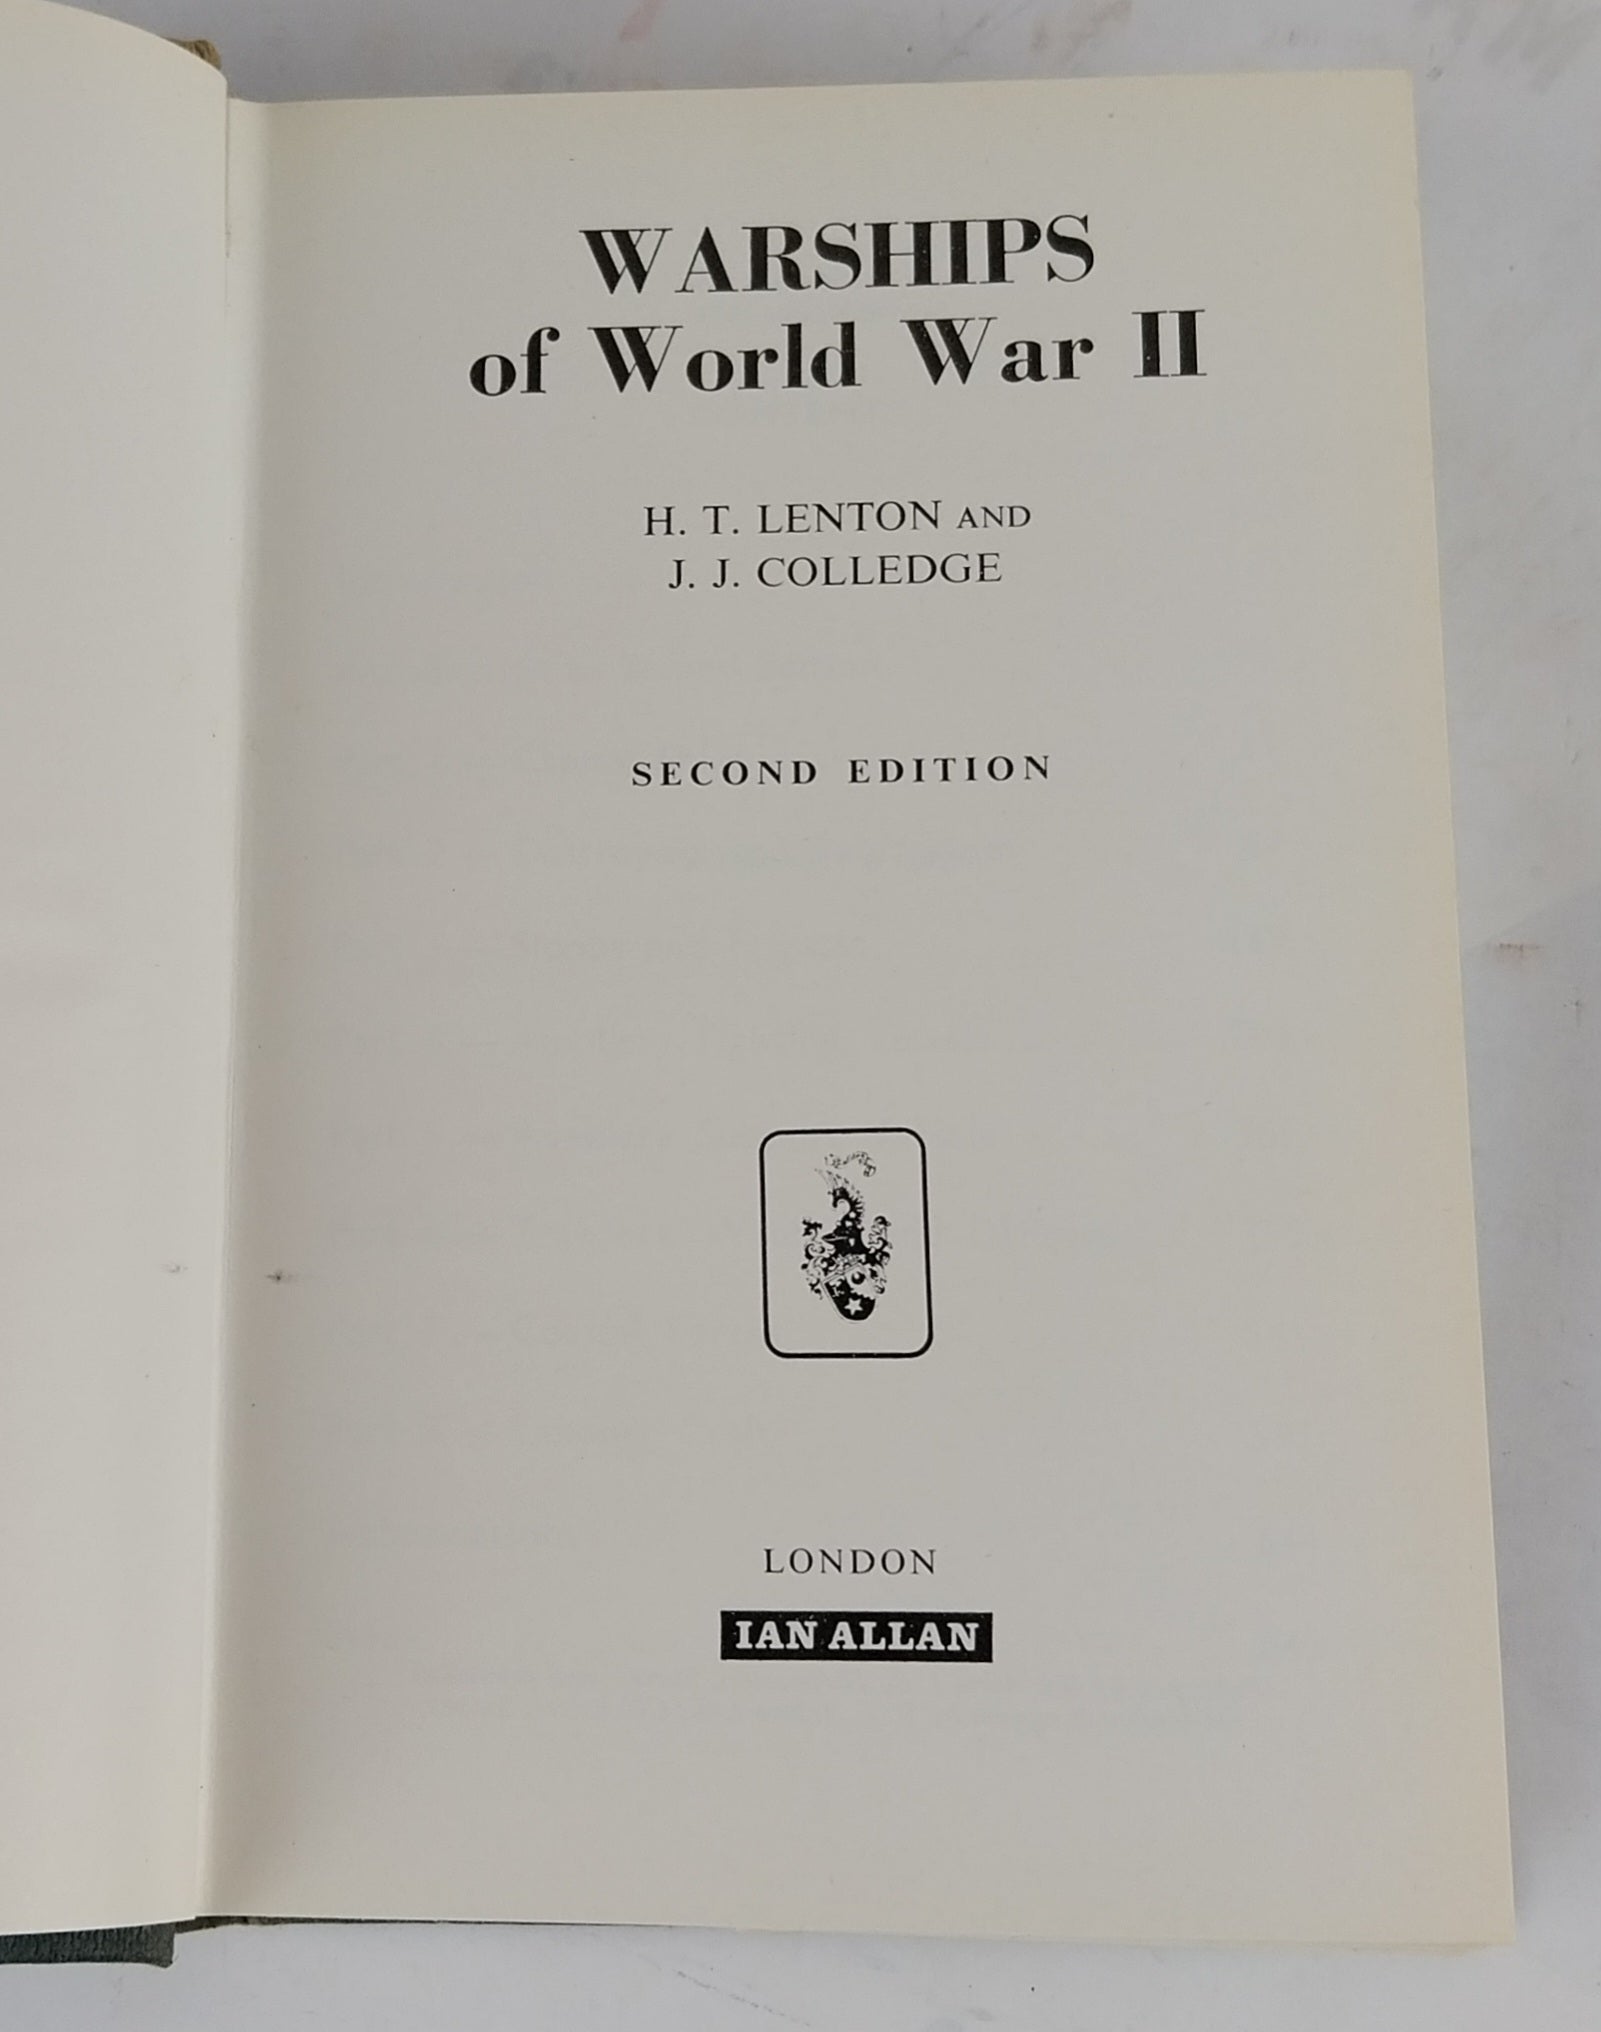 WARSHIPS
of World War II
H. T. LENTON AND
J. J. COLLEDGE
SECOND EDITION
LONDON
IAN ALLAN